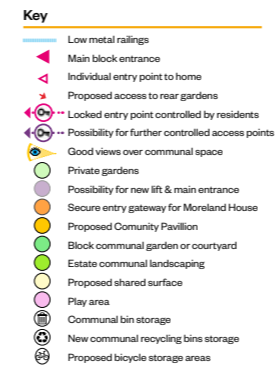 Key
Low metal railings
Main block entrance
Individual entry point to home
Proposed access to rear gardens
Locked entry point controlled by residents
Possibility for further controlled access points
Good views over communal space
Private gardens
Possibility for new lift & main entrance
Secure entry gateway for Moreland House
Proposed Comunity Pavillion
Block communal garden or courtyard
Estate communal landscaping
Proposed shared surface
Play area
Communal bin storage
New communal recycling bins storage
Proposed bicycle storage areas